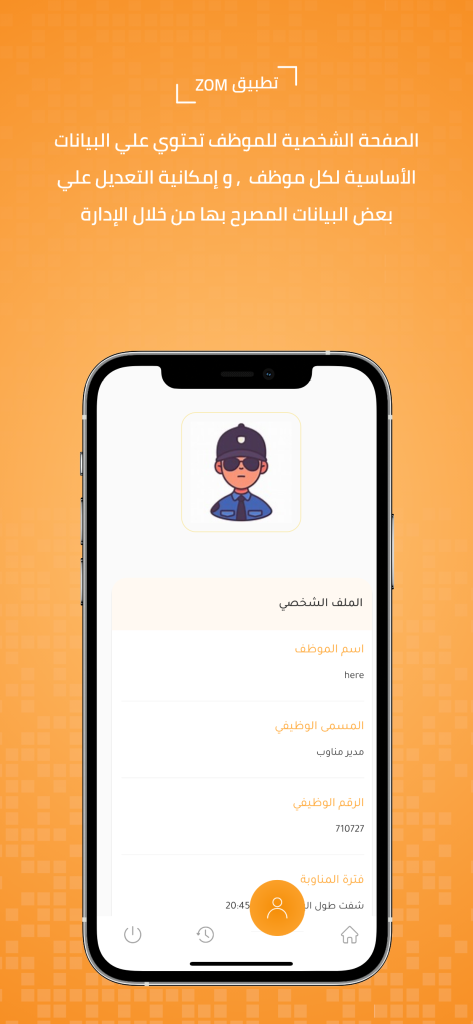 تطبيق ZOM
الصفحة الشخصية للموظف تحتوي علي البيانات
الأساسية لكل موظف , و إمكانية التعديل علي
بعض البيانات المصرح بها من خلال الإدارة
الملف الشخصي
اسم الموظف
here
المسمى الوظيفي
مدير مناوب
الرقم الوظيفي
710727
فترة المناوبة
شفت طول 20:45